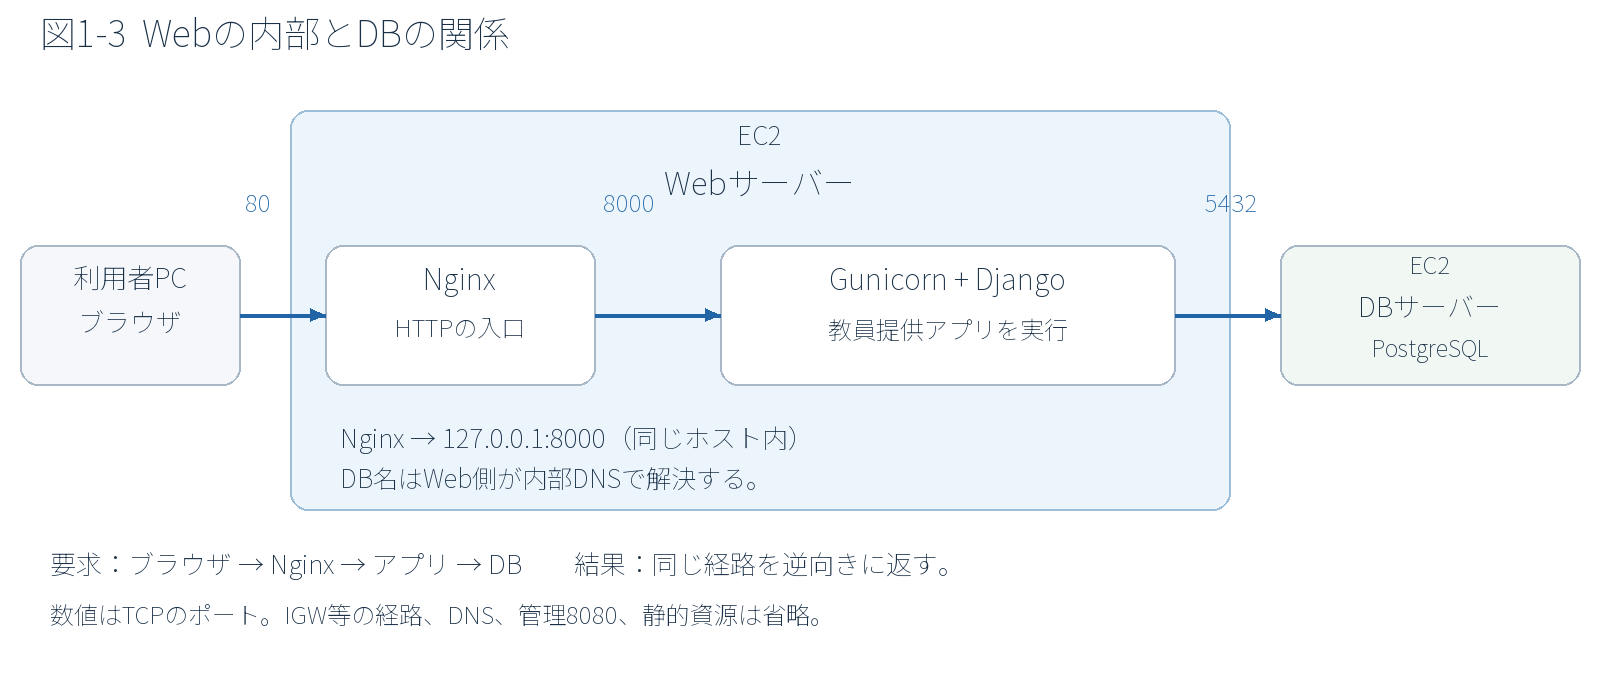 図1-3 Webの内部とDBの関係
EC2
Webサーバー
80
8000
5432
利用者PC
ブラウザ
Nginx
HTTPの入口
Gunicorn + Django
教員提供アプリを実行
EC2
DBサーバー
PostgreSQL
Nginx → 127.0.0.1:8000（同じホスト内）
DB名はWeb側が内部DNSで解決する。
要求：ブラウザ → Nginx → アプリ → DB　　結果：同じ経路を逆向きに返す。
数値はTCPのポート。IGW等の経路、DNS、管理8080、静的資源は省略。